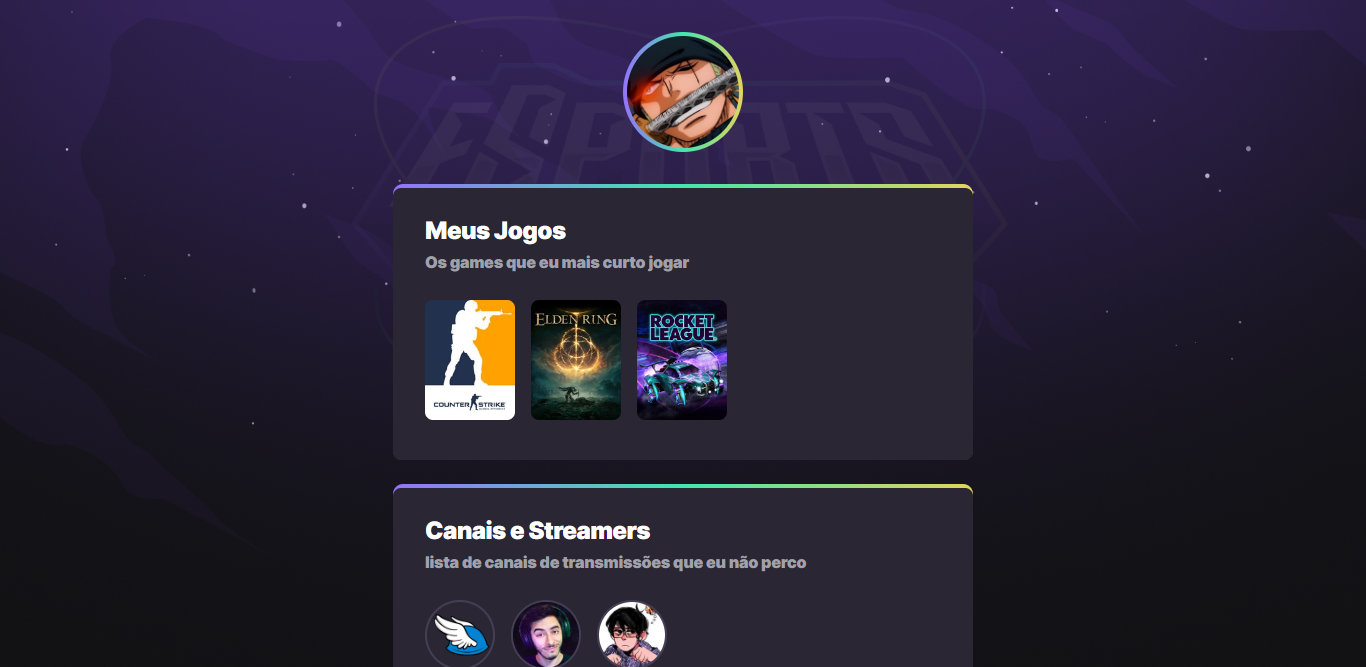 ESPORTS
Meus Jogos
Os games que eu mais curto jogar
ELDEN RING
ROCKET
LEAGUE
COUNTER STRIKE
Canais e Streamers
lista de canais de transmissões que eu não perco